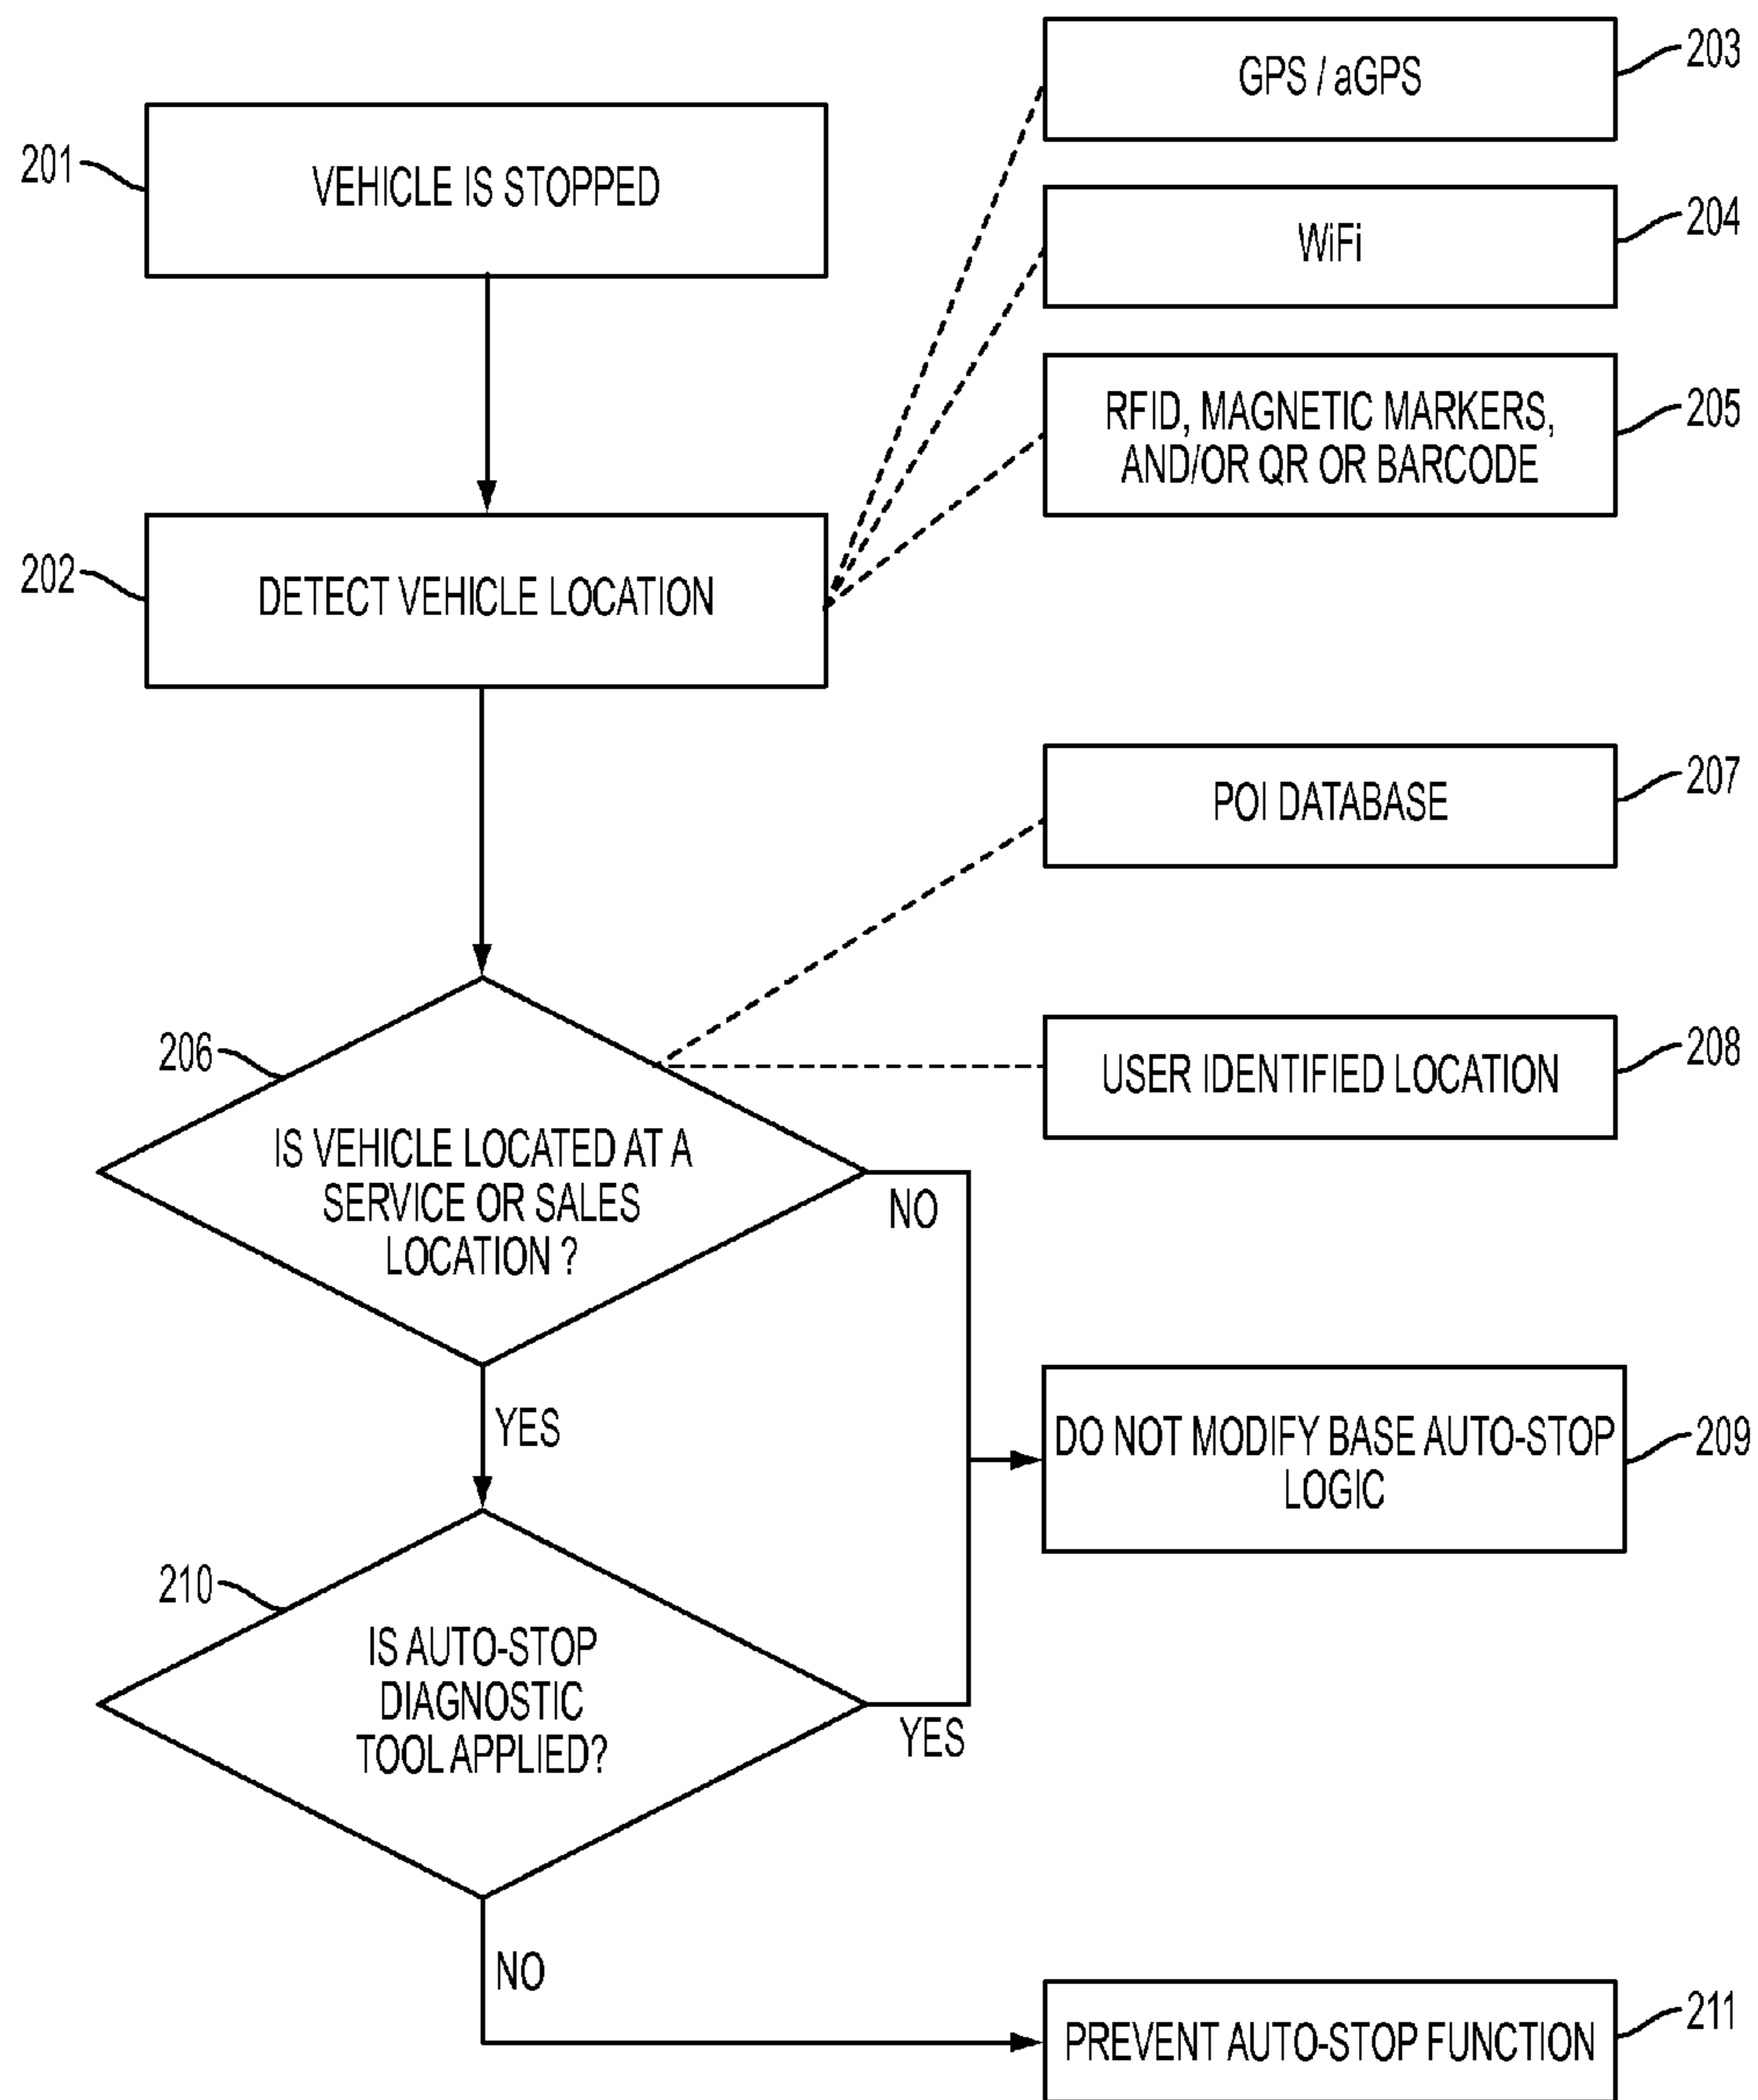 GPS / aGPS
203
201
VEHICLE IS STOPPED
WiFi
204
RFID, MAGNETIC MARKERS,
AND/OR QR OR BARCODE
205
202
DETECT VEHICLE LOCATION
POI DATABASE
207
206
USER IDENTIFIED LOCATION
208
IS VEHICLE LOCATED AT A
SERVICE OR SALES
LOCATION ?
NO
YES
DO NOT MODIFY BASE AUTO-STOP
LOGIC
209
210
IS AUTO-STOP
DIAGNOSTIC
TOOL APPLIED?
YES
NO
PREVENT AUTO-STOP FUNCTION
211